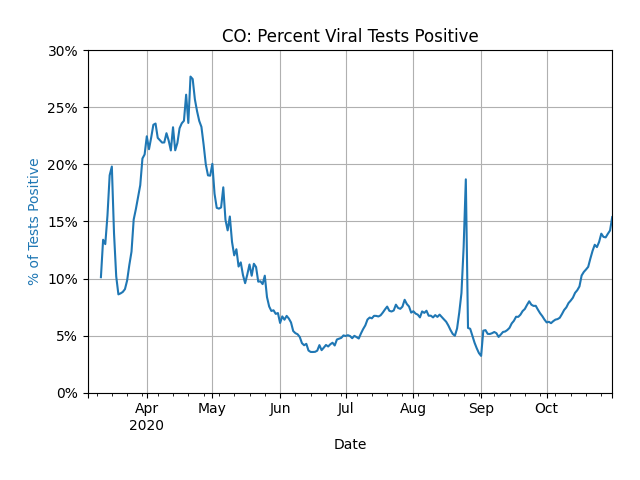 CO: Percent Viral Tests Positive
30%
25%
20%
15%
10%
5%
0%
% of Tests Positive
Apr May Jun Jul Aug Sep Oct
2020
Date